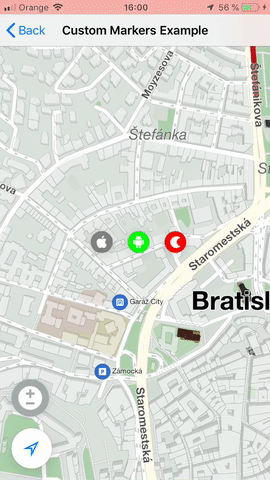 Orange 16:00 56 %
Back Custom Markers Example
Moyzesova
Štefánikova
Štefánka
Staromestská
Garáž City
Bratisl
P Zámocká
Staromestská